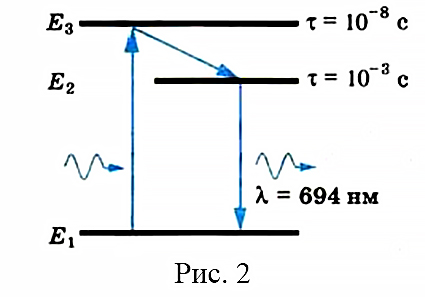 E₃ τ = 10⁻⁸ с
E₂ τ = 10⁻³ с
λ = 694 нм
E₁
Рис. 2